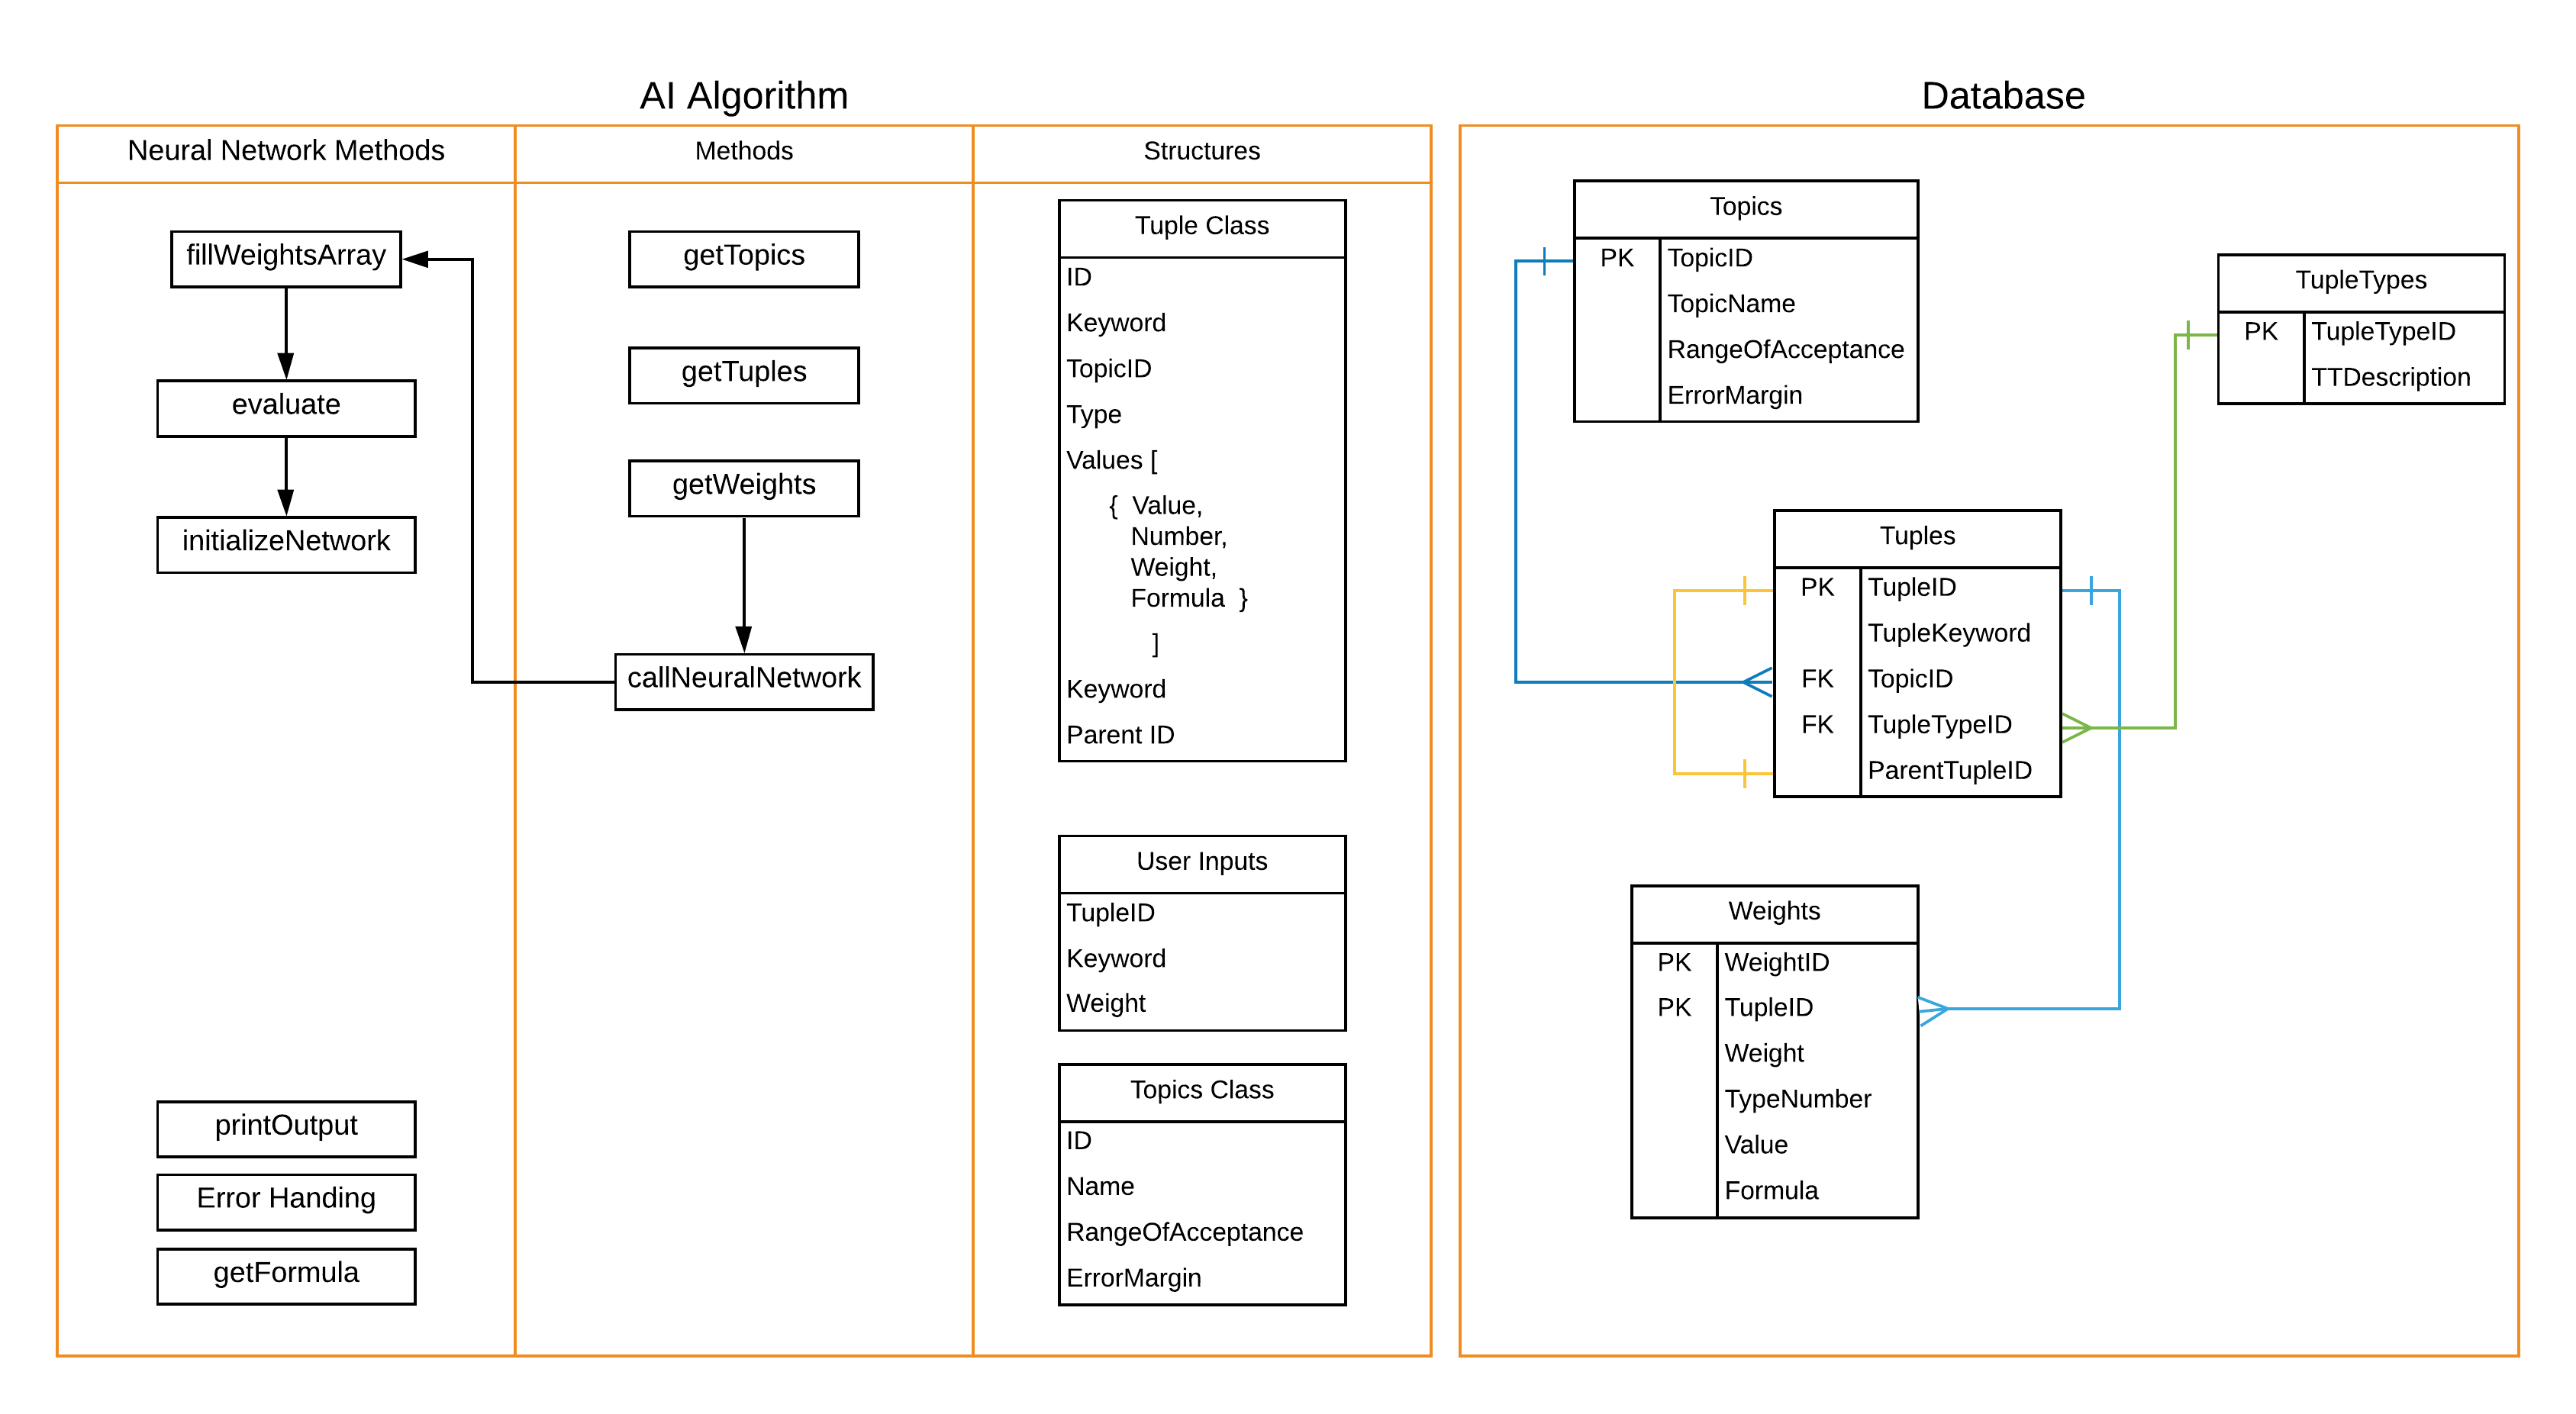 AI Algorithm
Neural Network Methods
Methods
Structures
fillWeightsArray
evaluate
initializeNetwork
printOutput
Error Handing
getFormula
getTopics
getTuples
getWeights
callNeuralNetwork
Tuple Class
ID
Keyword
TopicID
Type
Values [
{ Value,
Number,
Weight,
Formula }
]
Keyword
Parent ID
User Inputs
TupleID
Keyword
Weight
Topics Class
ID
Name
RangeOfAcceptance
ErrorMargin
Database
Topics
PK TopicID
TopicName
RangeOfAcceptance
ErrorMargin
TupleTypes
PK TupleTypeID
TTDescription
Tuples
PK TupleID
TupleKeyword
FK TopicID
FK TupleTypeID
ParentTupleID
Weights
PK WeightID
PK TupleID
Weight
TypeNumber
Value
Formula